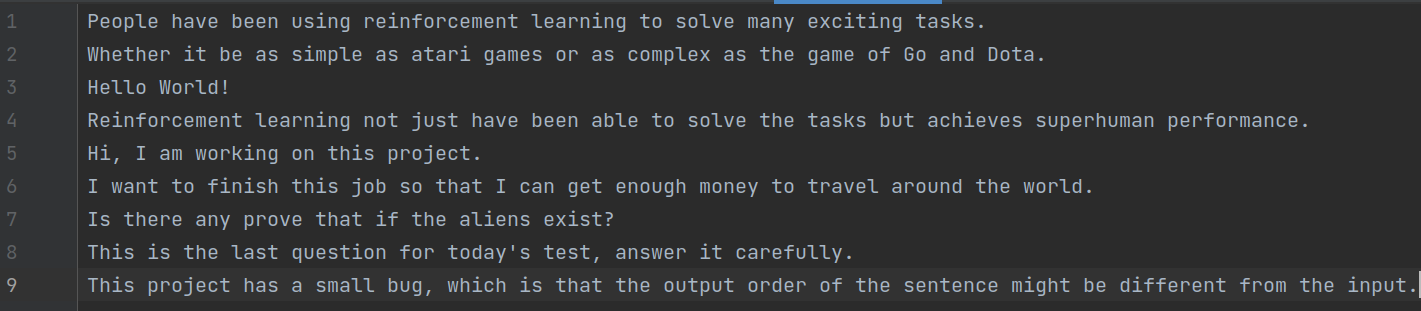 1 People have been using reinforcement learning to solve many exciting tasks.
2 Whether it be as simple as atari games or as complex as the game of Go and Dota.
3 Hello World!
4 Reinforcement learning not just have been able to solve the tasks but achieves superhuman performance.
5 Hi, I am working on this project.
6 I want to finish this job so that I can get enough money to travel around the world.
7 Is there any prove that if the aliens exist?
8 This is the last question for today's test, answer it carefully.
9 This project has a small bug, which is that the output order of the sentence might be different from the input.